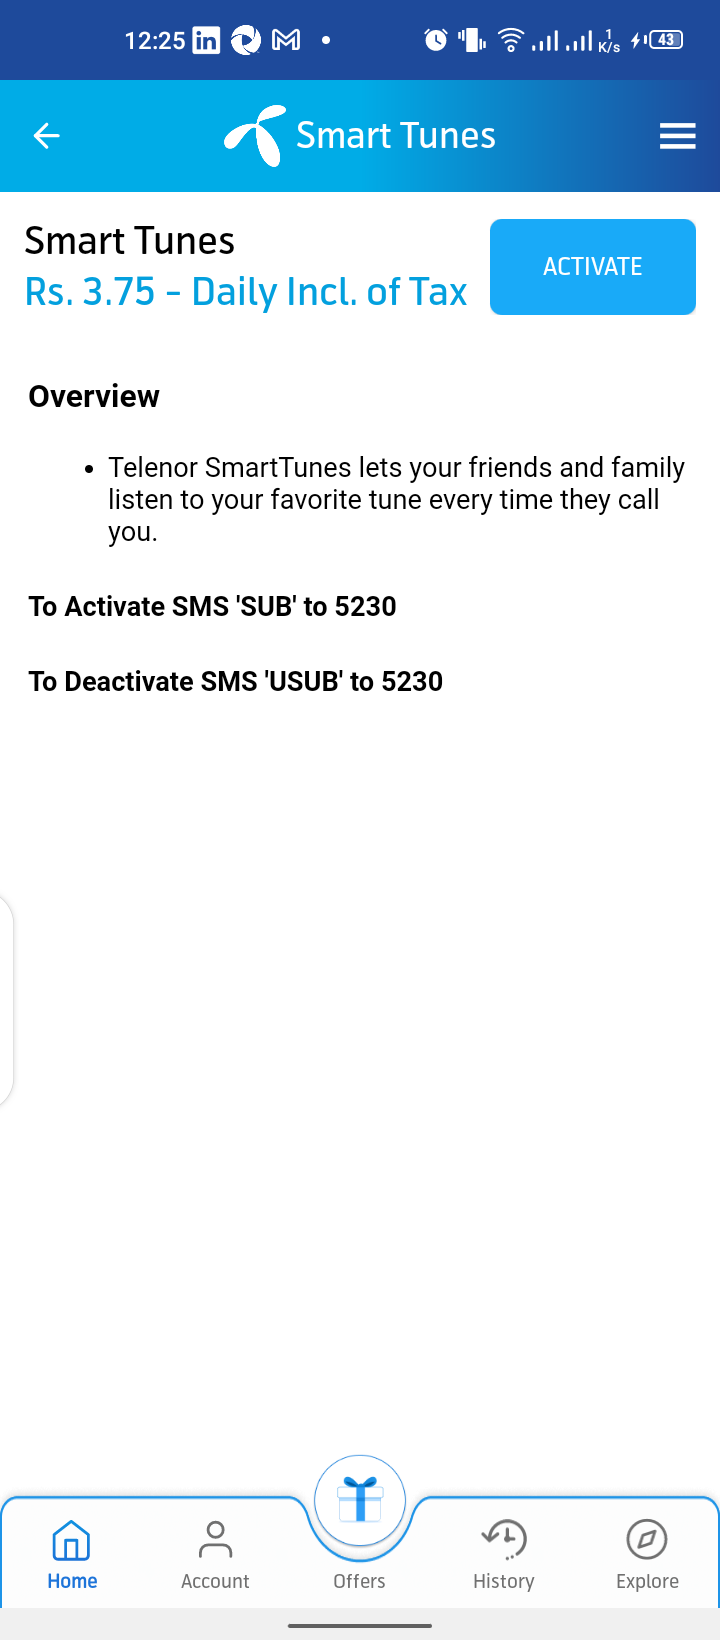 12:25
1
K/s
43
Smart Tunes
Smart Tunes
Rs. 3.75 - Daily Incl. of Tax
ACTIVATE
Overview
• Telenor SmartTunes lets your friends and family
listen to your favorite tune every time they call
you.
To Activate SMS 'SUB' to 5230
To Deactivate SMS 'USUB' to 5230
Home
Account
Offers
History
Explore